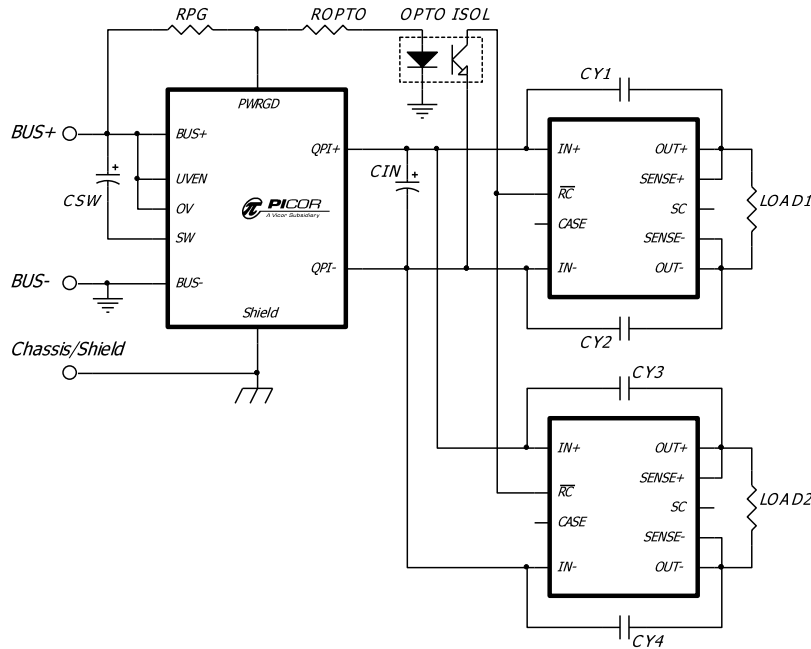 RPG
ROPTO
OPTO ISOL
PWRGD
BUS+
BUS+
QPI+
UVEN
OV
CSW
+
SW
PICOR
A Vicor Subsidiary
CIN
+
BUS-
BUS-
QPI-
Shield
Chassis/Shield
CY1
IN+
OUT+
SENSE+
RC
SC
CASE
SENSE-
IN-
OUT-
LOAD1
CY2
CY3
IN+
OUT+
SENSE+
RC
SC
CASE
SENSE-
IN-
OUT-
LOAD2
CY4